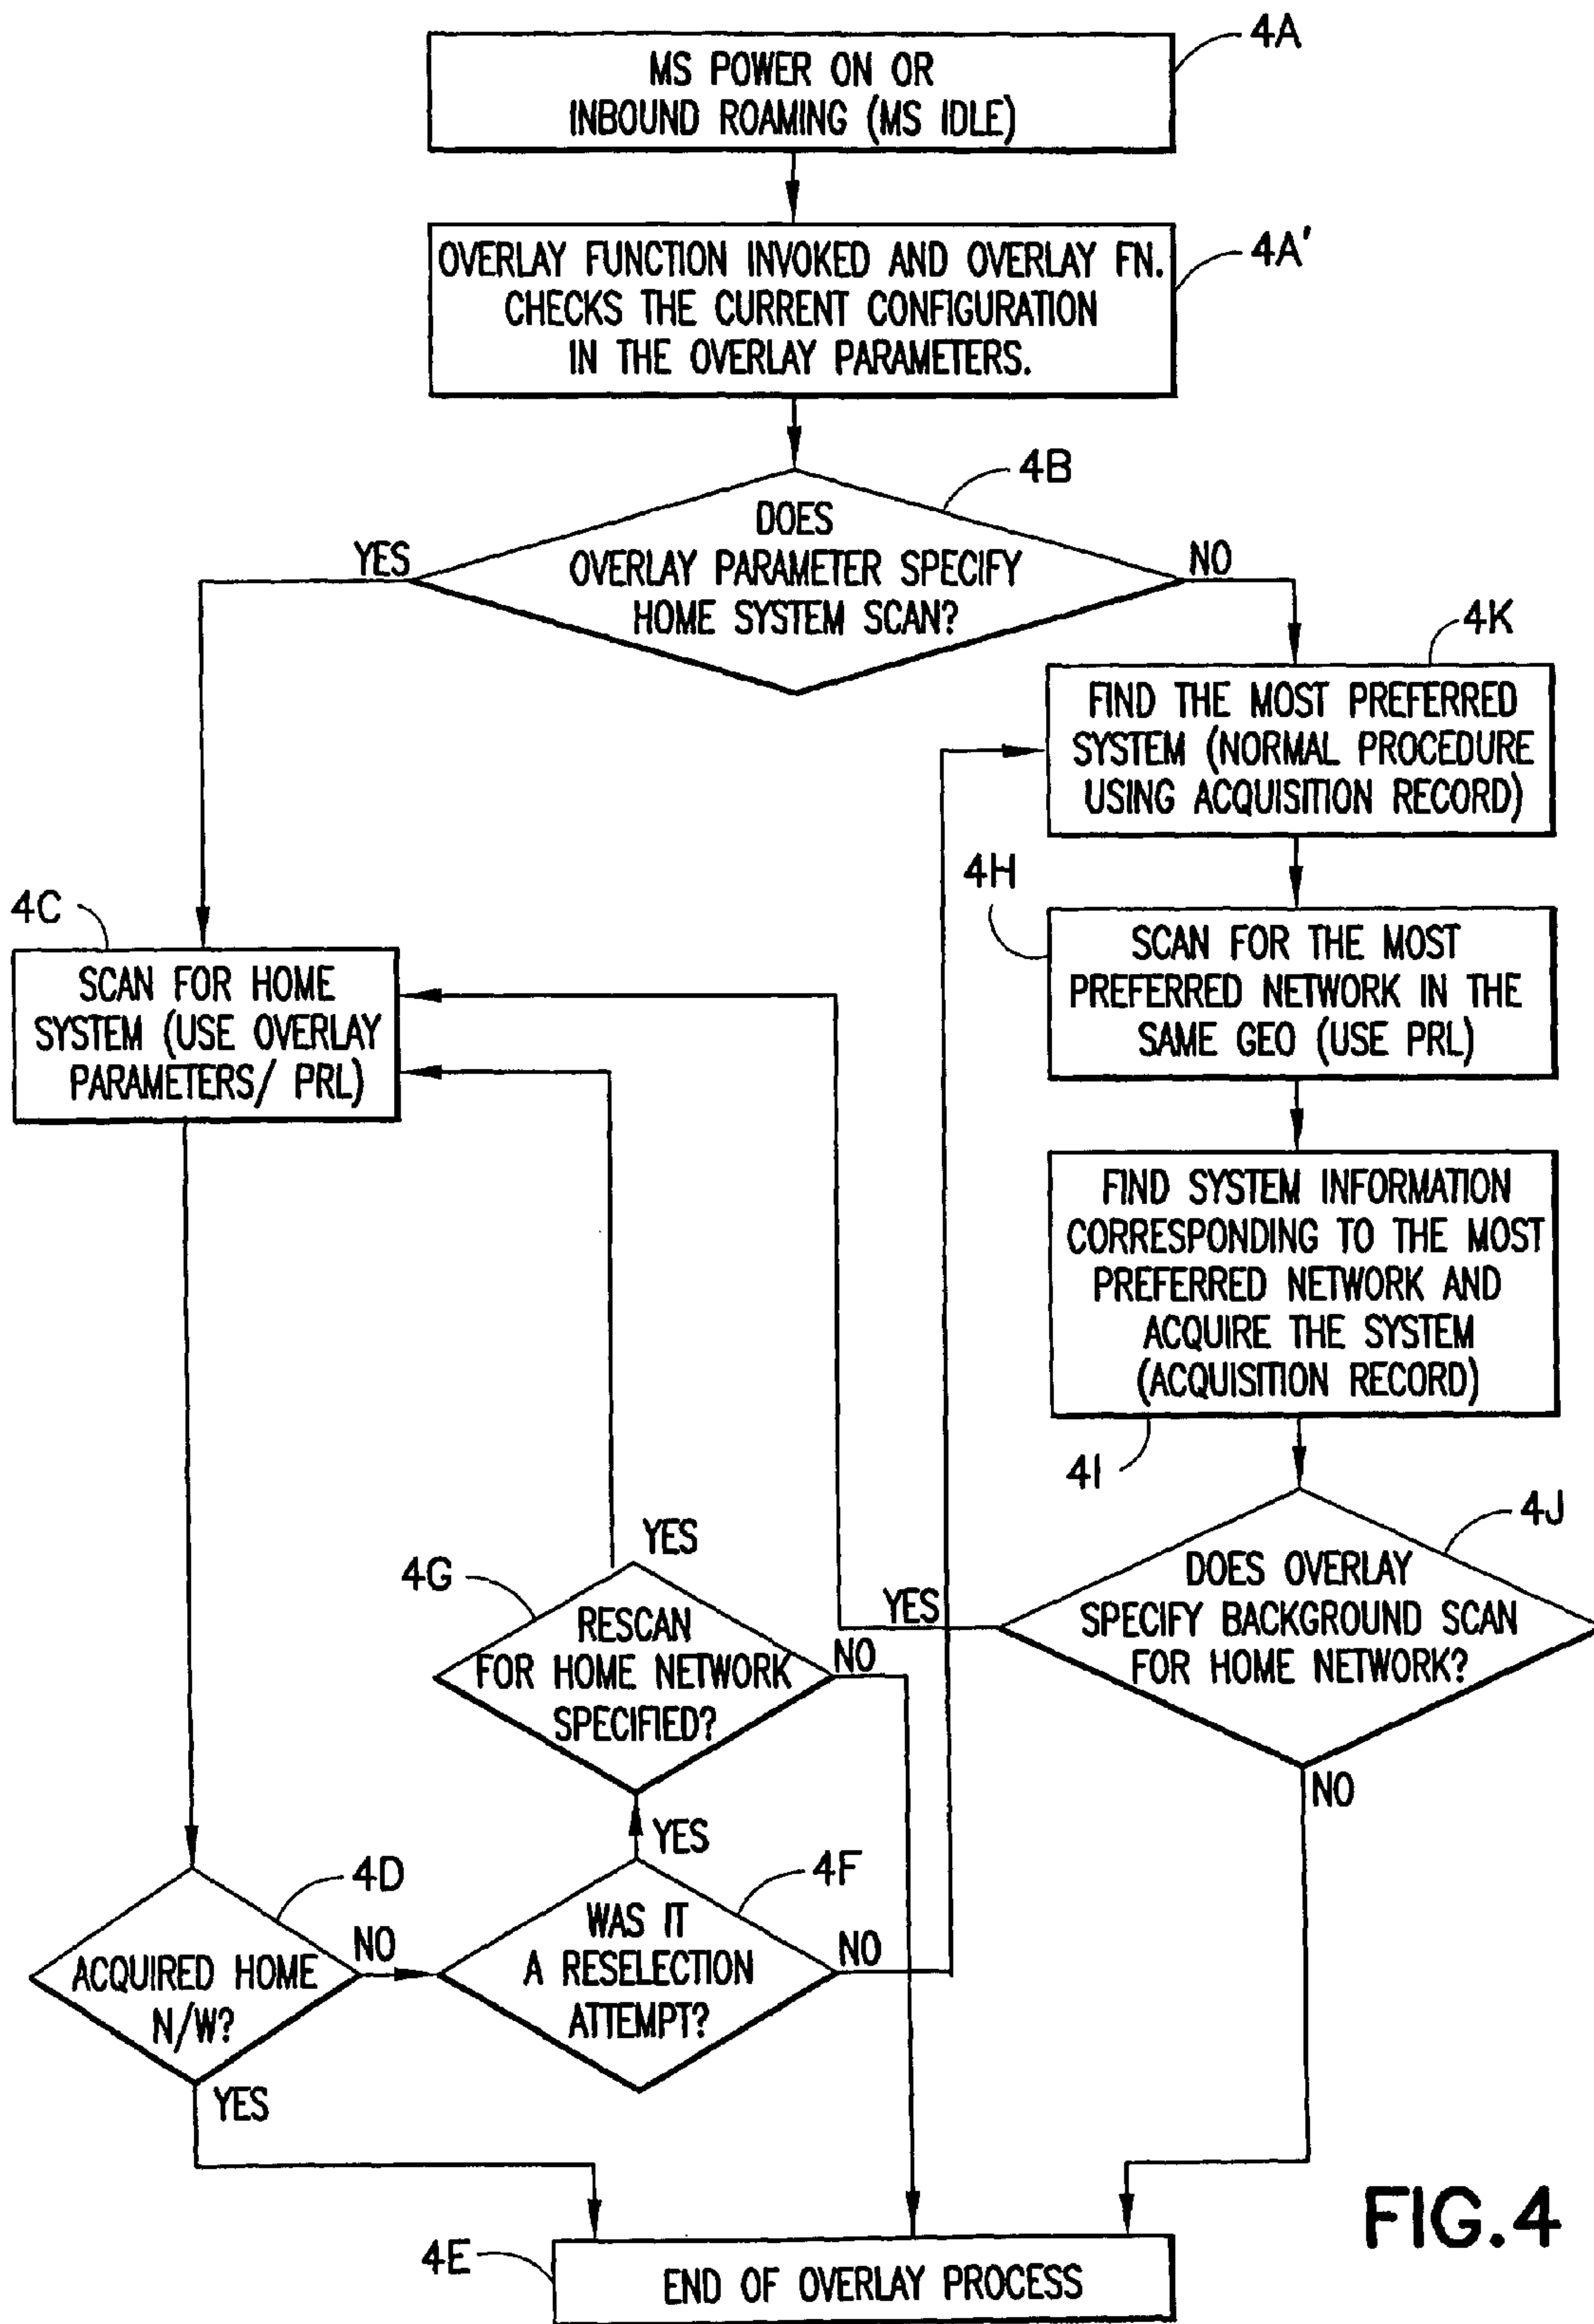 4A
MS POWER ON OR
INBOUND ROAMING (MS IDLE)
4A'
OVERLAY FUNCTION INVOKED AND OVERLAY FN.
CHECKS THE CURRENT CONFIGURATION
IN THE OVERLAY PARAMETERS.
4B
DOES
OVERLAY PARAMETER SPECIFY
HOME SYSTEM SCAN?
YES
NO
4K
FIND THE MOST PREFERRED
SYSTEM (NORMAL PROCEDURE
USING ACQUISITION RECORD)
4H
SCAN FOR THE MOST
PREFERRED NETWORK IN THE
SAME GEO (USE PRL)
4C
SCAN FOR HOME
SYSTEM (USE OVERLAY
PARAMETERS/ PRL)
FIND SYSTEM INFORMATION
CORRESPONDING TO THE MOST
PREFERRED NETWORK AND
ACQUIRE THE SYSTEM
(ACQUISITION RECORD)
4I
4J
DOES OVERLAY
SPECIFY BACKGROUND SCAN
FOR HOME NETWORK?
YES
NO
4G
YES
RESCAN
FOR HOME NETWORK
SPECIFIED?
NO
YES
4D
ACQUIRED HOME
N/W?
NO
YES
4F
WAS IT
A RESELECTION
ATTEMPT?
NO
4E
END OF OVERLAY PROCESS
FIG.4